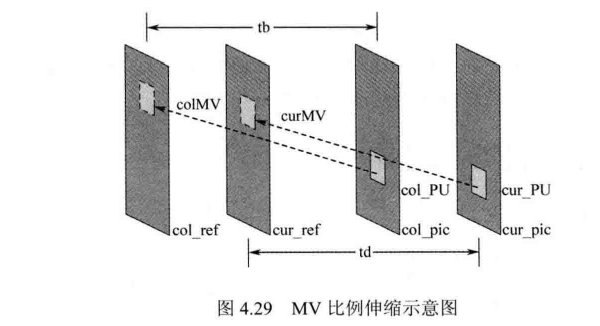 tb
colMV
curMV
col_PU
cur_PU
col_ref
cur_ref
col_pic
cur_pic
td
图 4.29 MV 比例伸缩示意图